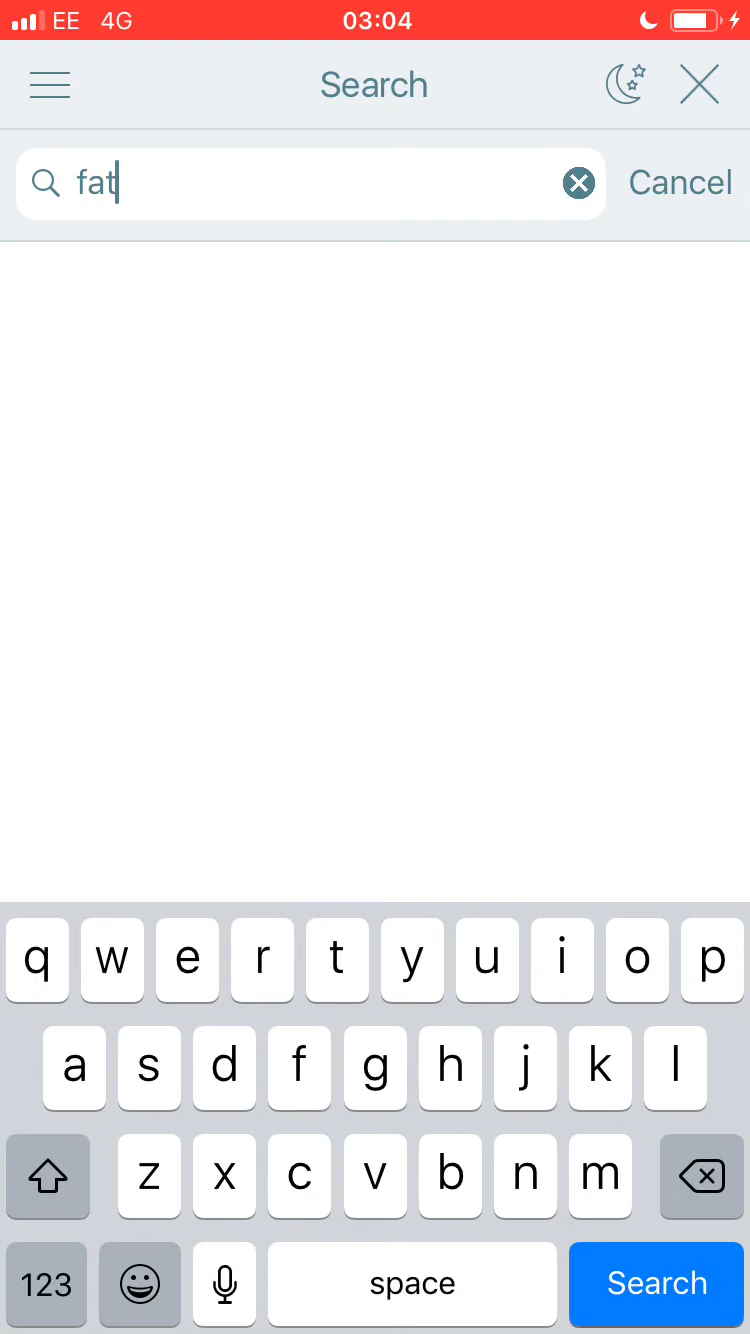 EE 4G 03:04
Search
fat Cancel
q w e r t y u i o p
a s d f g h j k l
z x c v b n m
123 space Search